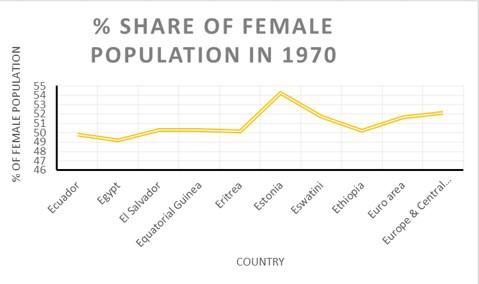 % SHARE OF FEMALE
POPULATION IN 1970
% OF FEMALE POPULATION
55
54
53
52
51
50
49
48
47
46
Ecuador
Egypt
El Salvador
Equatorial Guinea
Eritrea
Estonia
Eswatini
Ethiopia
Euro area
Europe & Central...
COUNTRY